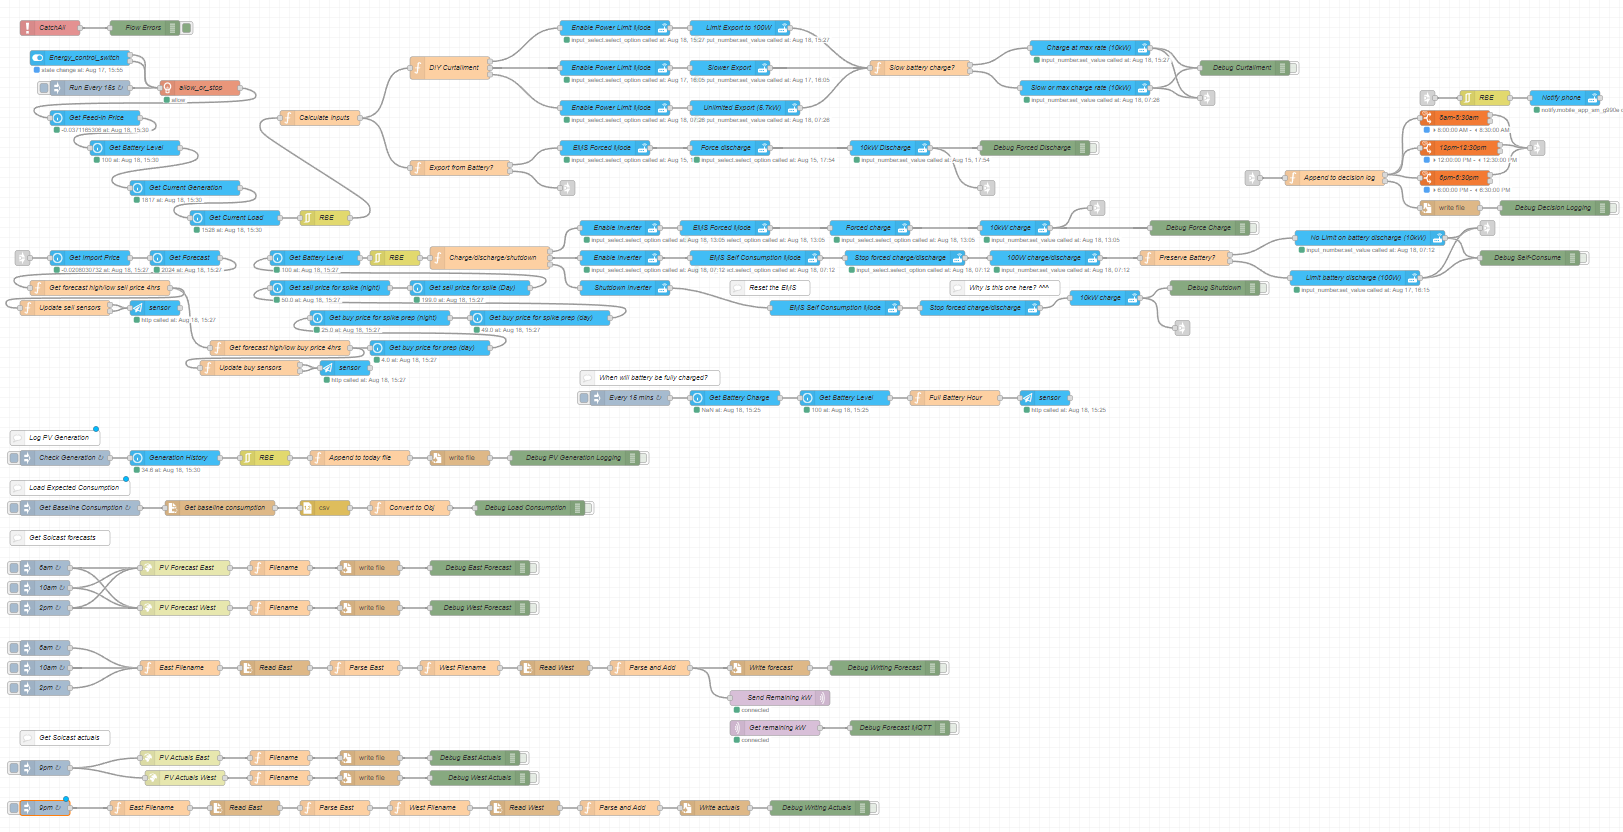 CatchAll
Flow Errors
Energy_control_switch
state change at: Aug 17, 15:55
Run Every 15s ↻
allow_or_stop
allow
Get Feed-in Price
-0.0371165308 at: Aug 18, 15:30
Get Battery Level
100 at: Aug 18, 15:30
Get Current Generation
1817 at: Aug 18, 15:30
Get Current Load
1528 at: Aug 18, 15:30
RBE
Calculate Inputs
DIY Curtailment
Export from Battery?
Enable Power Limit Mode
input_select.select_option called at: Aug 18, 15:27
Limit Export to 100W
put_number.set_value called at: Aug 18, 15:27
Enable Power Limit Mode
input_select.select_option called at: Aug 17, 16:05
Slower Export
put_number.set_value called at: Aug 17, 16:05
Enable Power Limit Mode
input_select.select_option called at: Aug 18, 07:26
Unlimited Export (8.7kW)
put_number.set_value called at: Aug 18, 07:26
Slow battery charge?
Charge at max rate (10kW)
input_number.set_value called at: Aug 18, 15:27
Slow or max charge rate (10kW)
input_number.set_value called at: Aug 18, 07:26
Debug Curtailment
EMS Forced Mode
input_select.select_option called at: Aug 15, 1
Force discharge
input_select.select_option called at: Aug 15, 17:54
10kW Discharge
input_number.set_value called at: Aug 15, 17:54
Debug Forced Discharge
RBE
Notify phone
5am-5:30am
+ 6:00:00 AM - + 6:30:00 AM
12pm-12:30pm
+ 12:00:00 PM - + 12:30:00 PM
6pm-6:30pm
+ 6:00:00 PM - + 6:30:00 PM
Append to decision log
write file
Debug Decision Logging
Get Import Price
-0.0208030732 at: Aug 18, 15:27
Get Forecast
2024 at: Aug 18, 15:27
Get forecast high/low sell price 4hrs
Update sell sensors
sensor
http called at: Aug 18, 15:27
Get Battery Level
100 at: Aug 18, 15:27
RBE
Charge/discharge/shutdown
Get sell price for spike (night)
50.0 at: Aug 18, 15:27
Get sell price for spike (Day)
199.0 at: Aug 18, 15:27
Get buy price for spike prep (night)
25.0 at: Aug 18, 15:27
Get buy price for spike prep (day)
49.0 at: Aug 18, 15:27
Get forecast high/low buy price 4hrs
Get buy price for prep (day)
4.0 at: Aug 18, 15:27
Update buy sensors
sensor
http called at: Aug 18, 15:27
Enable Inverter
input_select.select_option called at: Aug 18, 13:05
EMS Forced Mode
ect.select_option called at: Aug 18, 13:05
Forced charge
input_select.select_option called at: Aug 18, 13:05
10kW charge
input_number.set_value called at: Aug 18, 13:05
Debug Force Charge
Enable Inverter
input_select.select_option called at: Aug 18, 07:12
EMS Self Consumption Mode
ect.select_option called at: Aug 18, 07:12
Stop forced charge/discharge
input_select.select_option called at: Aug 18, 07:12
100W charge/discharge
input_number.set_value called at: Aug 18, 07:12
Preserve Battery?
No Limit on battery discharge (10kW)
input_number.set_value called at: Aug 18, 07:12
Limit battery discharge (100W)
input_number.set_value called at: Aug 17, 16:15
Debug Self-Consume
Shutdown Inverter
Reset the EMS
Why is this one here? ^^^
EMS Self Consumption Mode
Stop forced charge/discharge
10kW charge
Debug Shutdown
When will battery be fully charged?
Every 15 mins ↻
Get Battery Charge
NaN at: Aug 18, 15:25
Get Battery Level
100 at: Aug 18, 15:25
Full Battery Hour
sensor
http called at: Aug 18, 15:25
Log PV Generation
Check Generation ↻
Generation History
34.6 at: Aug 18, 15:30
RBE
Append to today file
write file
Debug PV Generation Logging
Load Expected Consumption
Get Baseline Consumption ↻
Get baseline consumption
csv
Convert to Obj
Debug Load Consumption
Get Solcast forecasts
6am ↻
10am ↻
2pm ↻
PV Forecast East
Filename
write file
Debug East Forecast
PV Forecast West
Filename
write file
Debug West Forecast
6am ↻
10am ↻
2pm ↻
East Filename
Read East
Parse East
West Filename
Read West
Parse and Add
Write forecast
Debug Writing Forecast
Send Remaining kW
connected
Get remaining kW
connected
Debug Forecast MQTT
Get Solcast actuals
9pm ↻
PV Actuals East
Filename
write file
Debug East Actuals
PV Actuals West
Filename
write file
Debug West Actuals
9pm ↻
East Filename
Read East
Parse East
West Filename
Read West
Parse and Add
Write actuals
Debug Writing Actuals